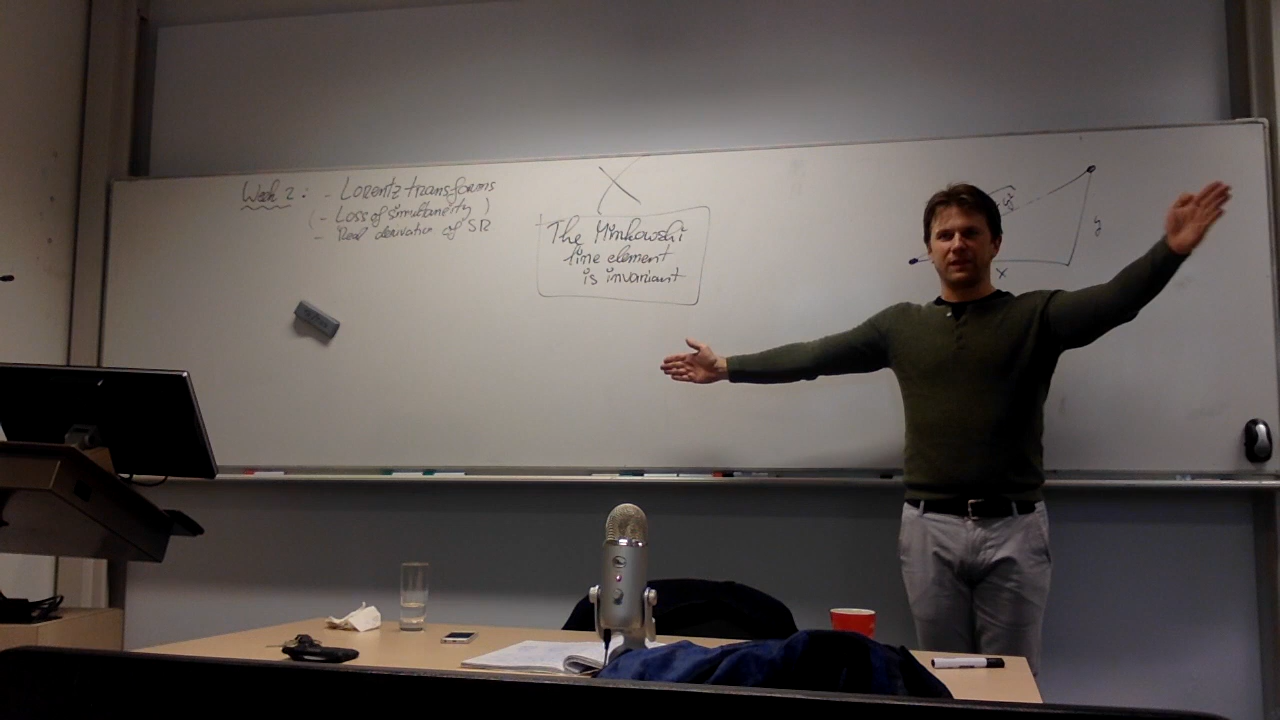 Week 2: - Lorentz transforms
(- Loss of simultaneity)
- Real derivation of SR
The Minkowski
line element
is invariant
x
y